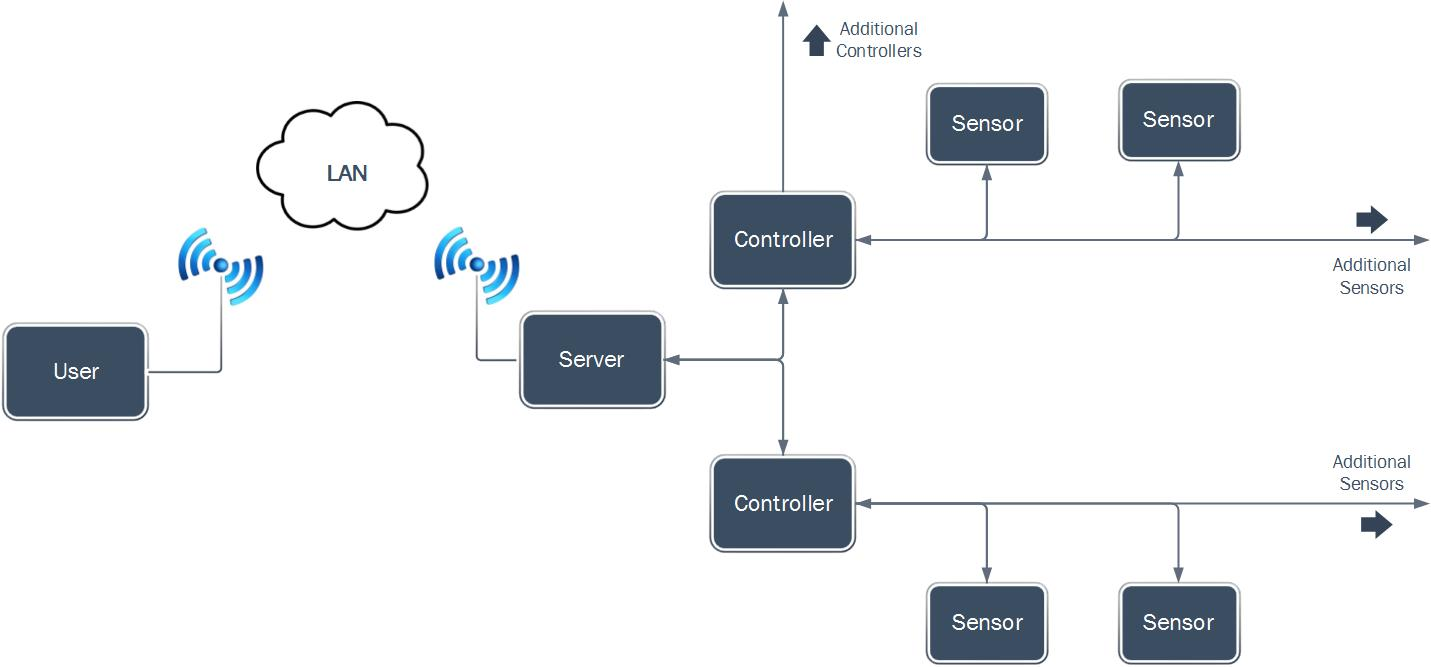 Additional
Controllers
Sensor
Sensor
LAN
Controller
Additional
Sensors
User
Server
Additional
Sensors
Controller
Sensor
Sensor